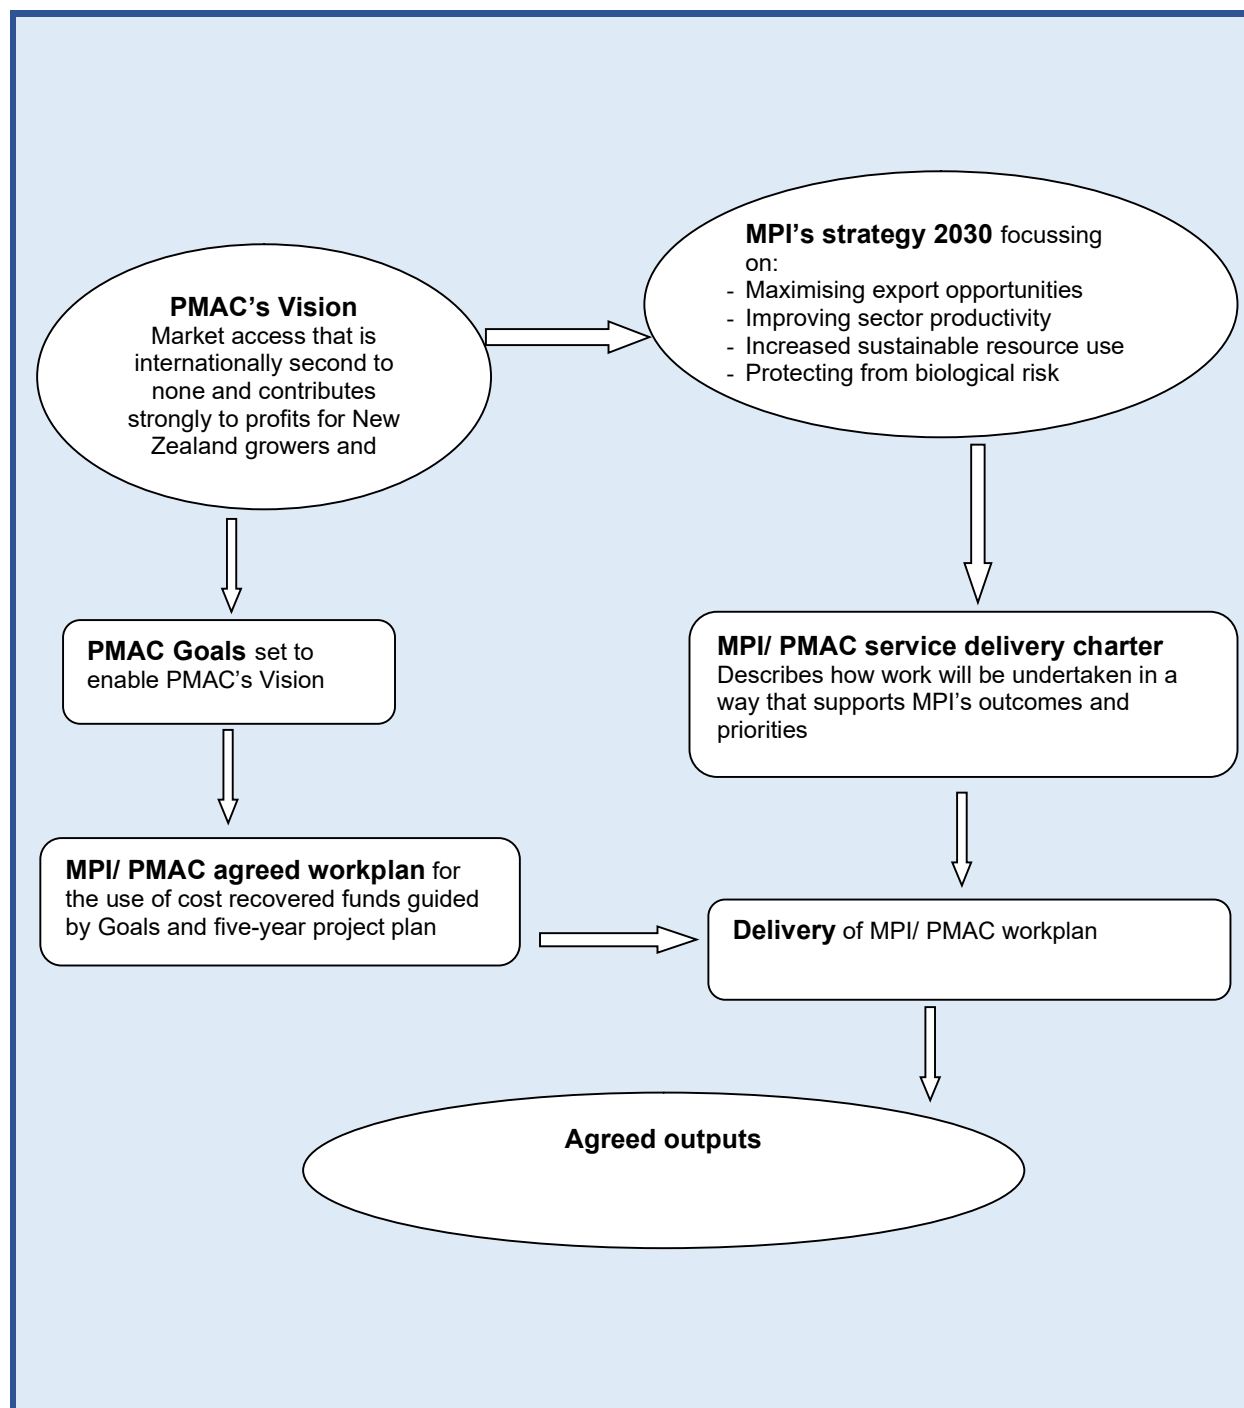 PMAC’s Vision
Market access that is
internationally second to
none and contributes
strongly to profits for New
Zealand growers and
MPI’s strategy 2030 focussing
on:
- Maximising export opportunities
- Improving sector productivity
- Increased sustainable resource use
- Protecting from biological risk
PMAC Goals set to
enable PMAC’s Vision
MPI/ PMAC service delivery charter
Describes how work will be undertaken in a
way that supports MPI’s outcomes and
priorities
MPI/ PMAC agreed workplan for
the use of cost recovered funds guided
by Goals and five-year project plan
Delivery of MPI/ PMAC workplan
Agreed outputs